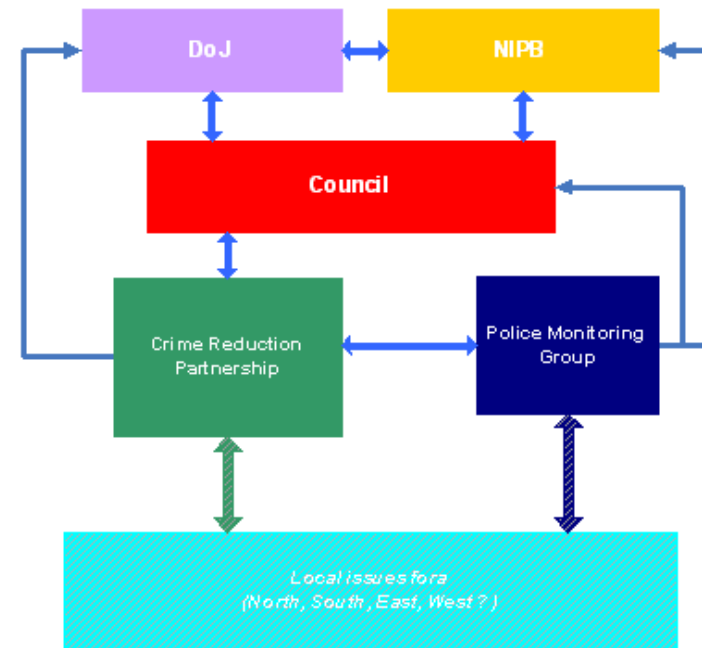 DoJ
NIPB
Council
Crime Reduction
Partnership
Police Monitoring
Group
Local issues fora
(North, South, East, West ? )